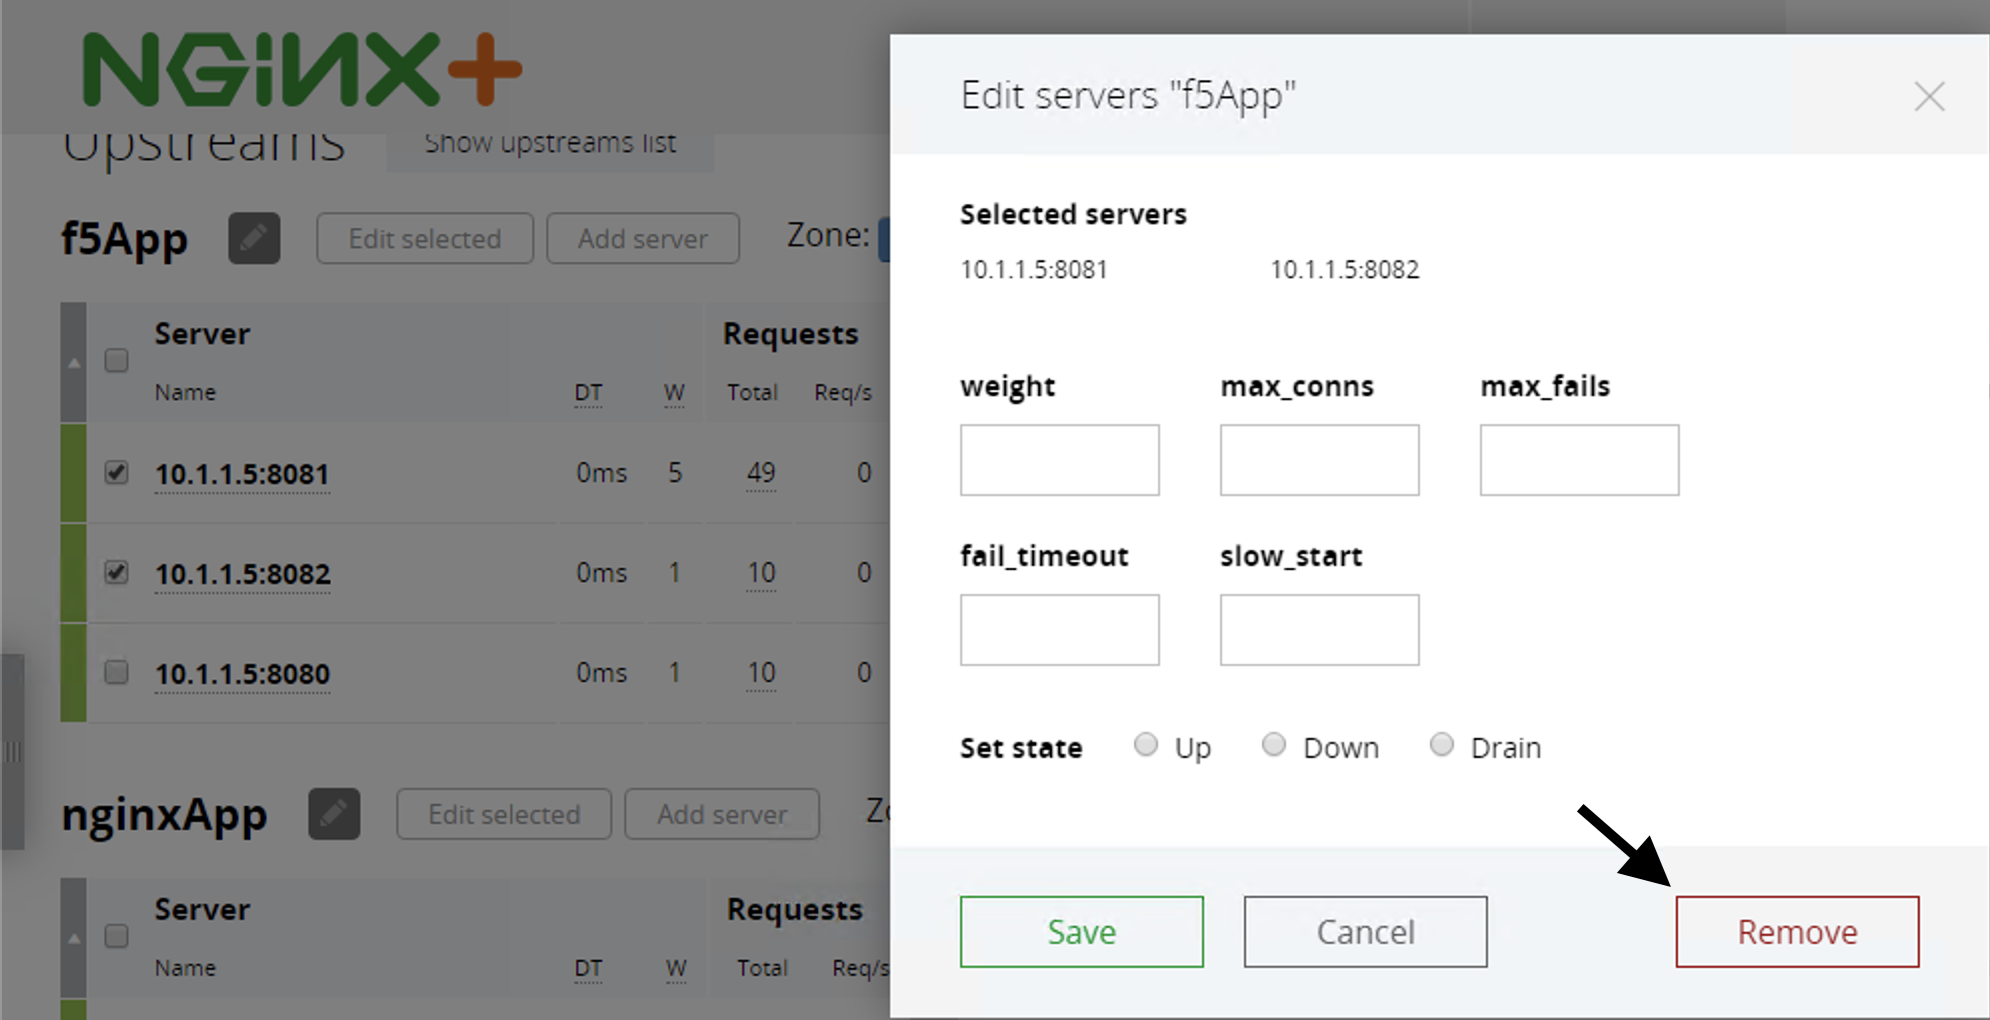 NGINX+
Upstreams
Show upstreams list
f5App
Edit selected
Add server
Zone:
Server
Requests
Name
DT
W
Total
Req/s
10.1.1.5:8081
0ms
5
49
0
10.1.1.5:8082
0ms
1
10
0
10.1.1.5:8080
0ms
1
10
0
nginxApp
Edit selected
Add server
Server
Requests
Name
DT
W
Total
Req/s
Edit servers "f5App"
Selected servers
10.1.1.5:8081
10.1.1.5:8082
weight
max_conns
max_fails
fail_timeout
slow_start
Set state
Up
Down
Drain
Save
Cancel
Remove